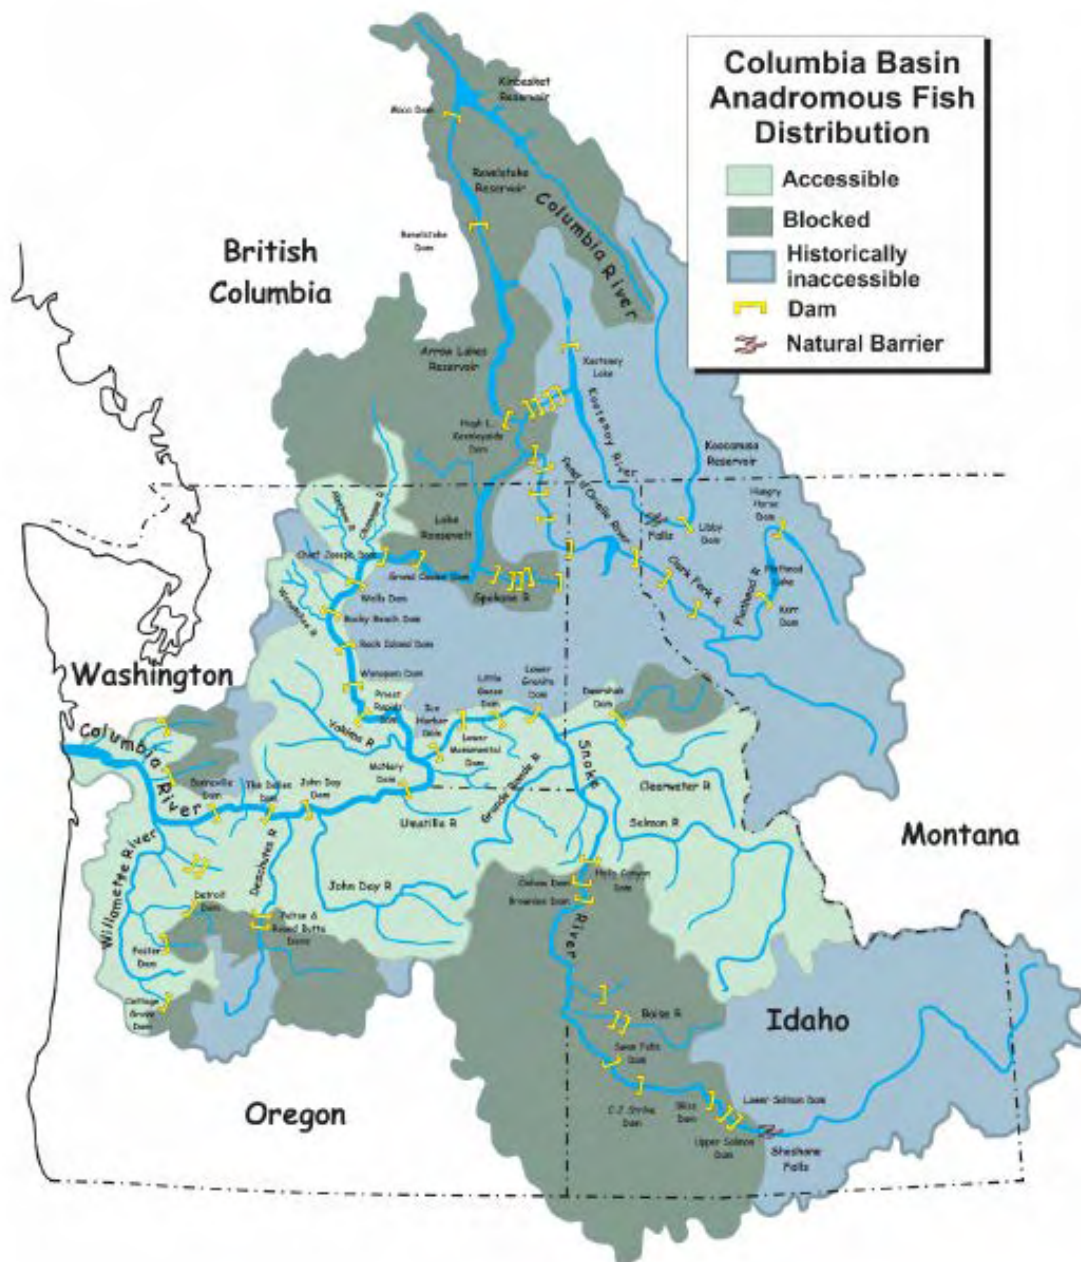 Columbia Basin
Anadromous Fish
Distribution
Accessible
Blocked
Historically
inaccessible
Dam
Natural Barrier
Kinbasket
Reservoir
Mica Dam
Revelstoke
Reservoir
Columbia River
Revelstoke
Dam
British
Columbia
Arrow Lakes
Reservoir
Kootenay
Lake
Kootenay River
Hugh L.
Keenleyside
Dam
Koocanusa
Reservoir
Pend d'Oreille River
Hungry
Horse
Dam
Methow R
Okanogan R
Lake
Roosevelt
Falls
Libby
Dam
Chief Joseph Dam
Grand Coulee Dam
Clark Fork R
Flathead R
Flathead
Lake
Wells Dam
Spokane R
Kerr
Dam
Wenatchee R
Rocky Reach Dam
Rock Island Dam
Washington
Wanapum Dam
Little
Goose
Dam
Lower
Granite
Dam
Dworshak
Dam
Priest
Rapids
Dam
Ice
Harbor
Dam
Columbia
River
Yakima R
Lower
Monumental
Dam
Snake
McNary
Dam
Grande Ronde R
Bonneville
Dam
The Dalles
Dam
John Day
Dam
Clearwater R
Umatilla R
Salmon R
Montana
Willamette River
Deschutes R
John Day R
Oxbow Dam
Hells Canyon
Dam
Brownlee Dam
Detroit
Dam
Pelton &
Round Butte
Dams
River
Foster
Dam
Cottage
Grove
Dam
Boise R
Idaho
Swan Falls
Dam
Oregon
C.J. Strike
Dam
Bliss
Dam
Lower Salmon Dam
Upper Salmon
Dam
Shoshone
Falls